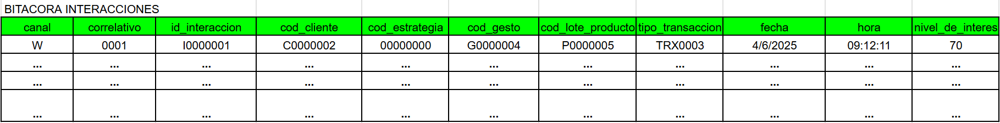 BITACORA INTERACCIONES
canal correlativo id_interaccion cod_cliente cod_estrategia cod_gesto cod_lote_producto tipo_transaccion fecha hora nivel_de_interes
W 0001 I0000001 C0000002 00000000 G0000004 P0000005 TRX0003 4/6/2025 09:12:11 70
... ... ... ... ... ... ... ... ... ... ...
... ... ... ... ... ... ... ... ... ... ...
... ... ... ... ... ... ... ... ... ... ...